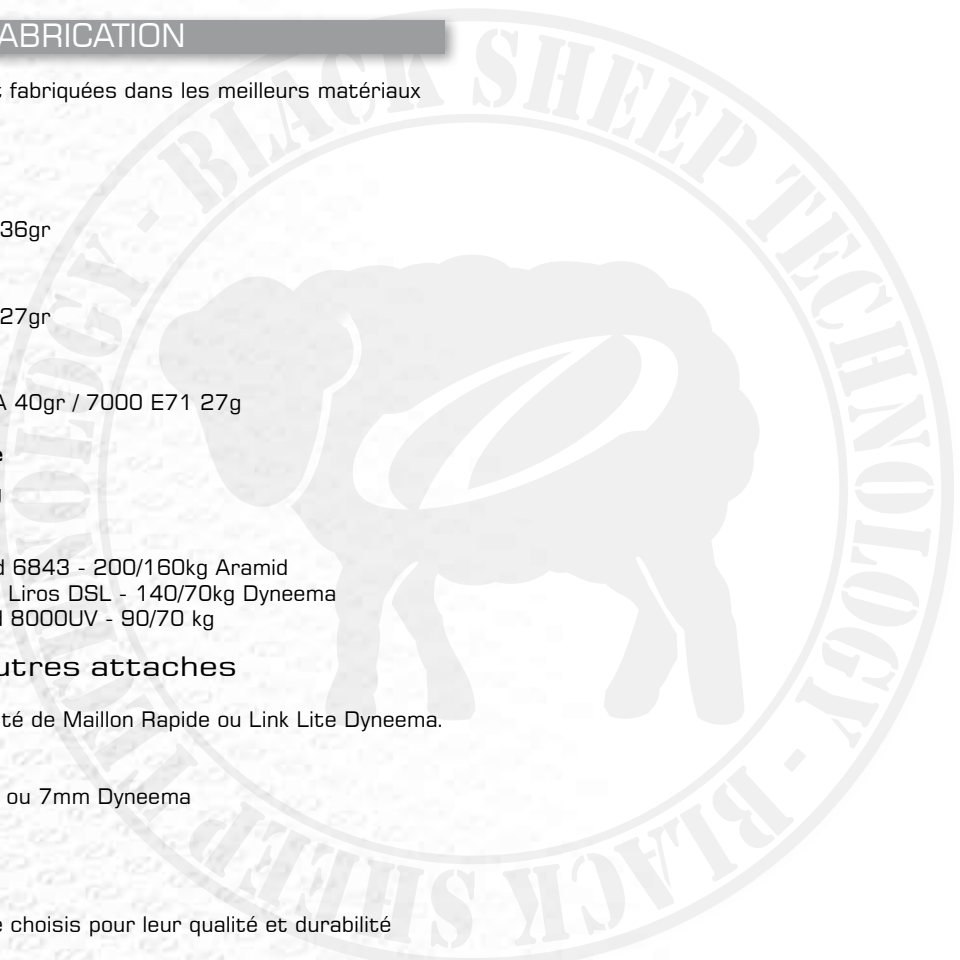 ABRICATION
fabriquées dans les meilleurs matériaux
36gr
27gr
A 40gr / 7000 E71 27g
e
d 6843 - 200/160kg Aramid
Liros DSL - 140/70kg Dyneema
8000UV - 90/70 kg
utres attaches
té de Maillon Rapide ou Link Lite Dyneema.
ou 7mm Dyneema
e choisis pour leur qualité et durabilité
BLACK SHEEP TECHNOLOGY - BLACK SHEEP TECHNOLOGY -